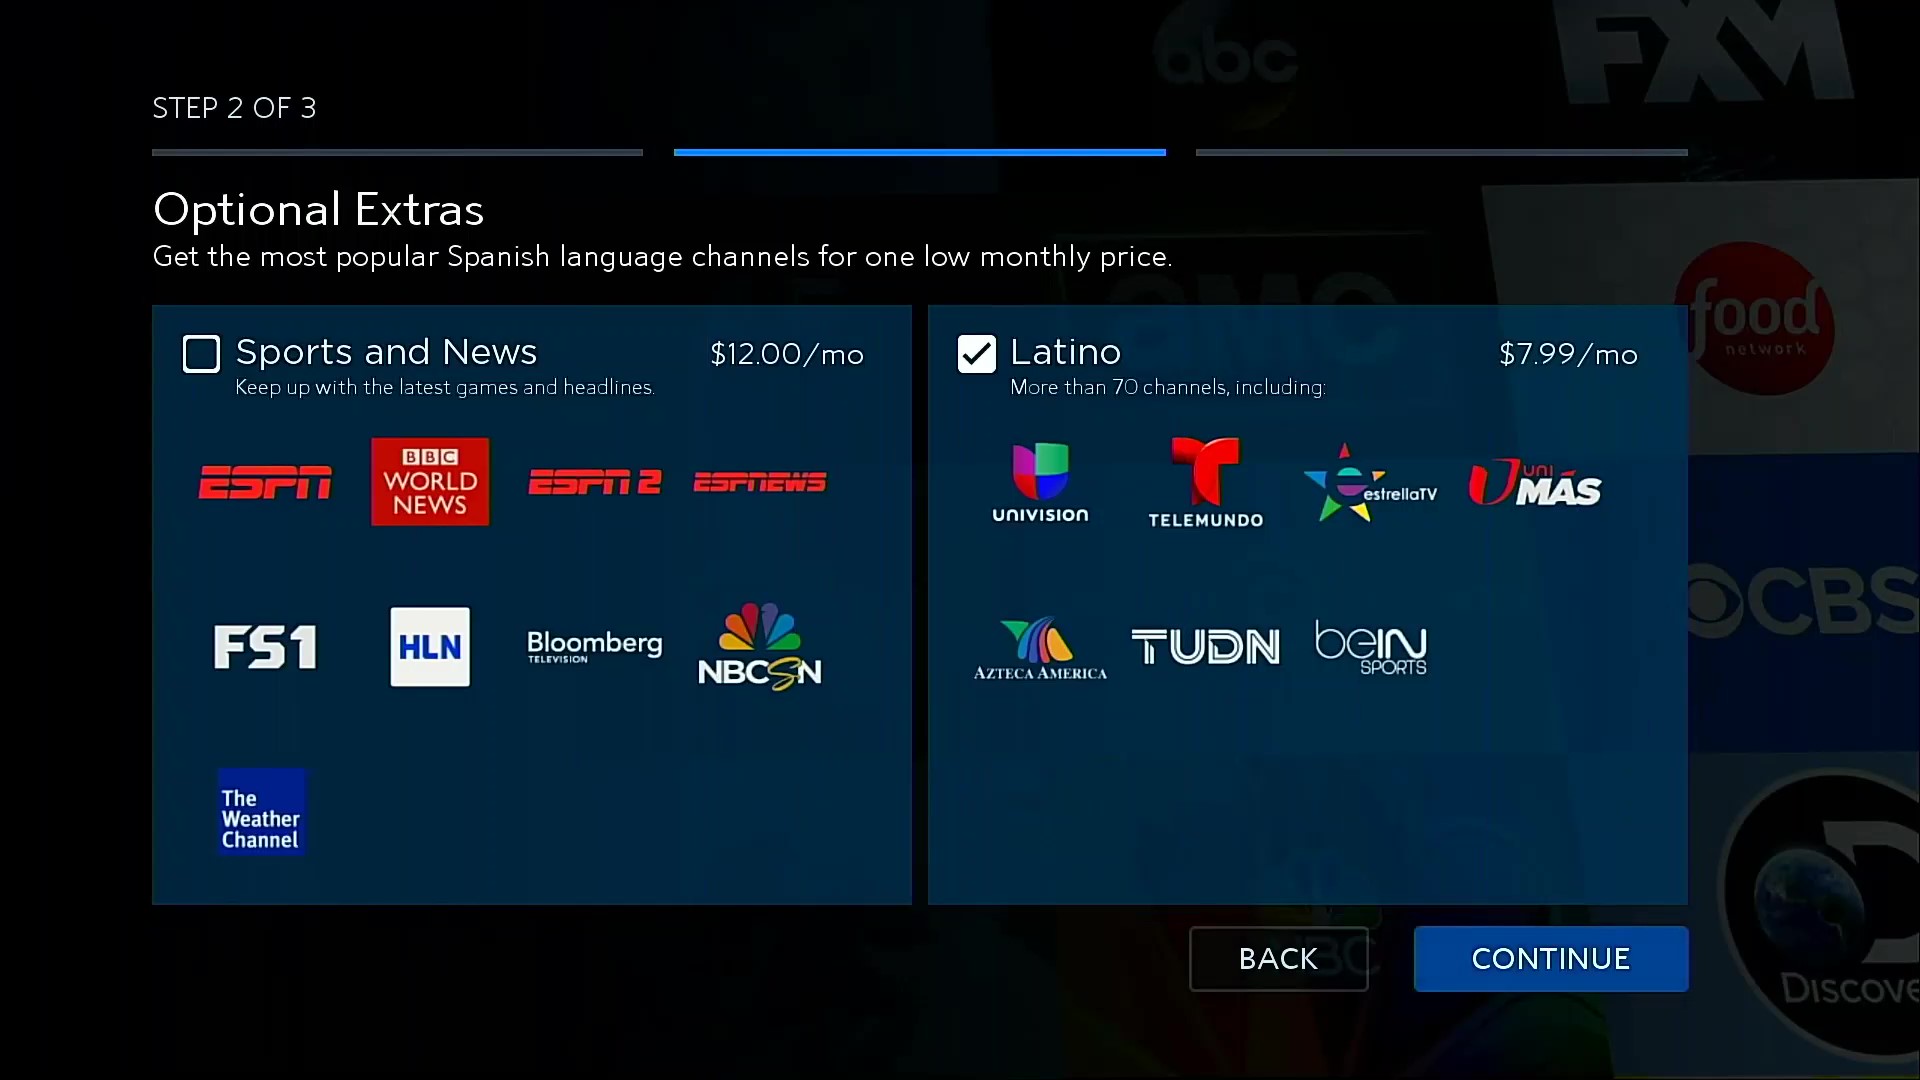 abc
FXM
STEP 2 OF 3
Optional Extras
Get the most popular Spanish language channels for one low monthly price.
AMC
food
network
Sports and News
$12.00/mo
Keep up with the latest games and headlines.
Latino
$7.99/mo
More than 70 channels, including:
ESPN
BBC
WORLD
NEWS
ESPN 2
ESPNEWS
UNIVISION
TELEMUNDO
estrellaTV
UNI
MÁS
FS1
HLN
Bloomberg
TELEVISION
NBCSN
AZTECA AMERICA
TUDN
beIN
SPORTS
CBS
The
Weather
Channel
BACK
CONTINUE